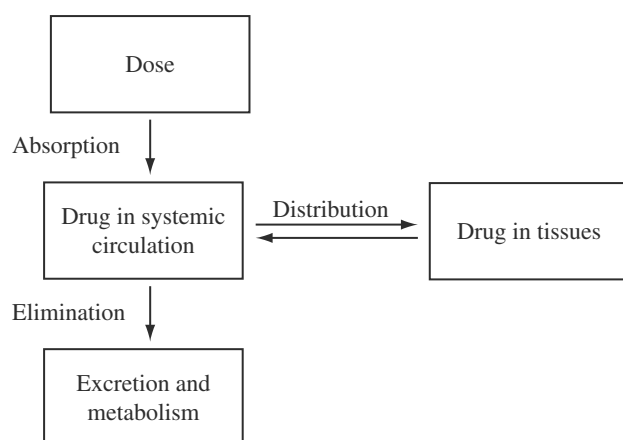 Dose
Absorption
Drug in systemic
circulation
Distribution
Drug in tissues
Elimination
Excretion and
metabolism